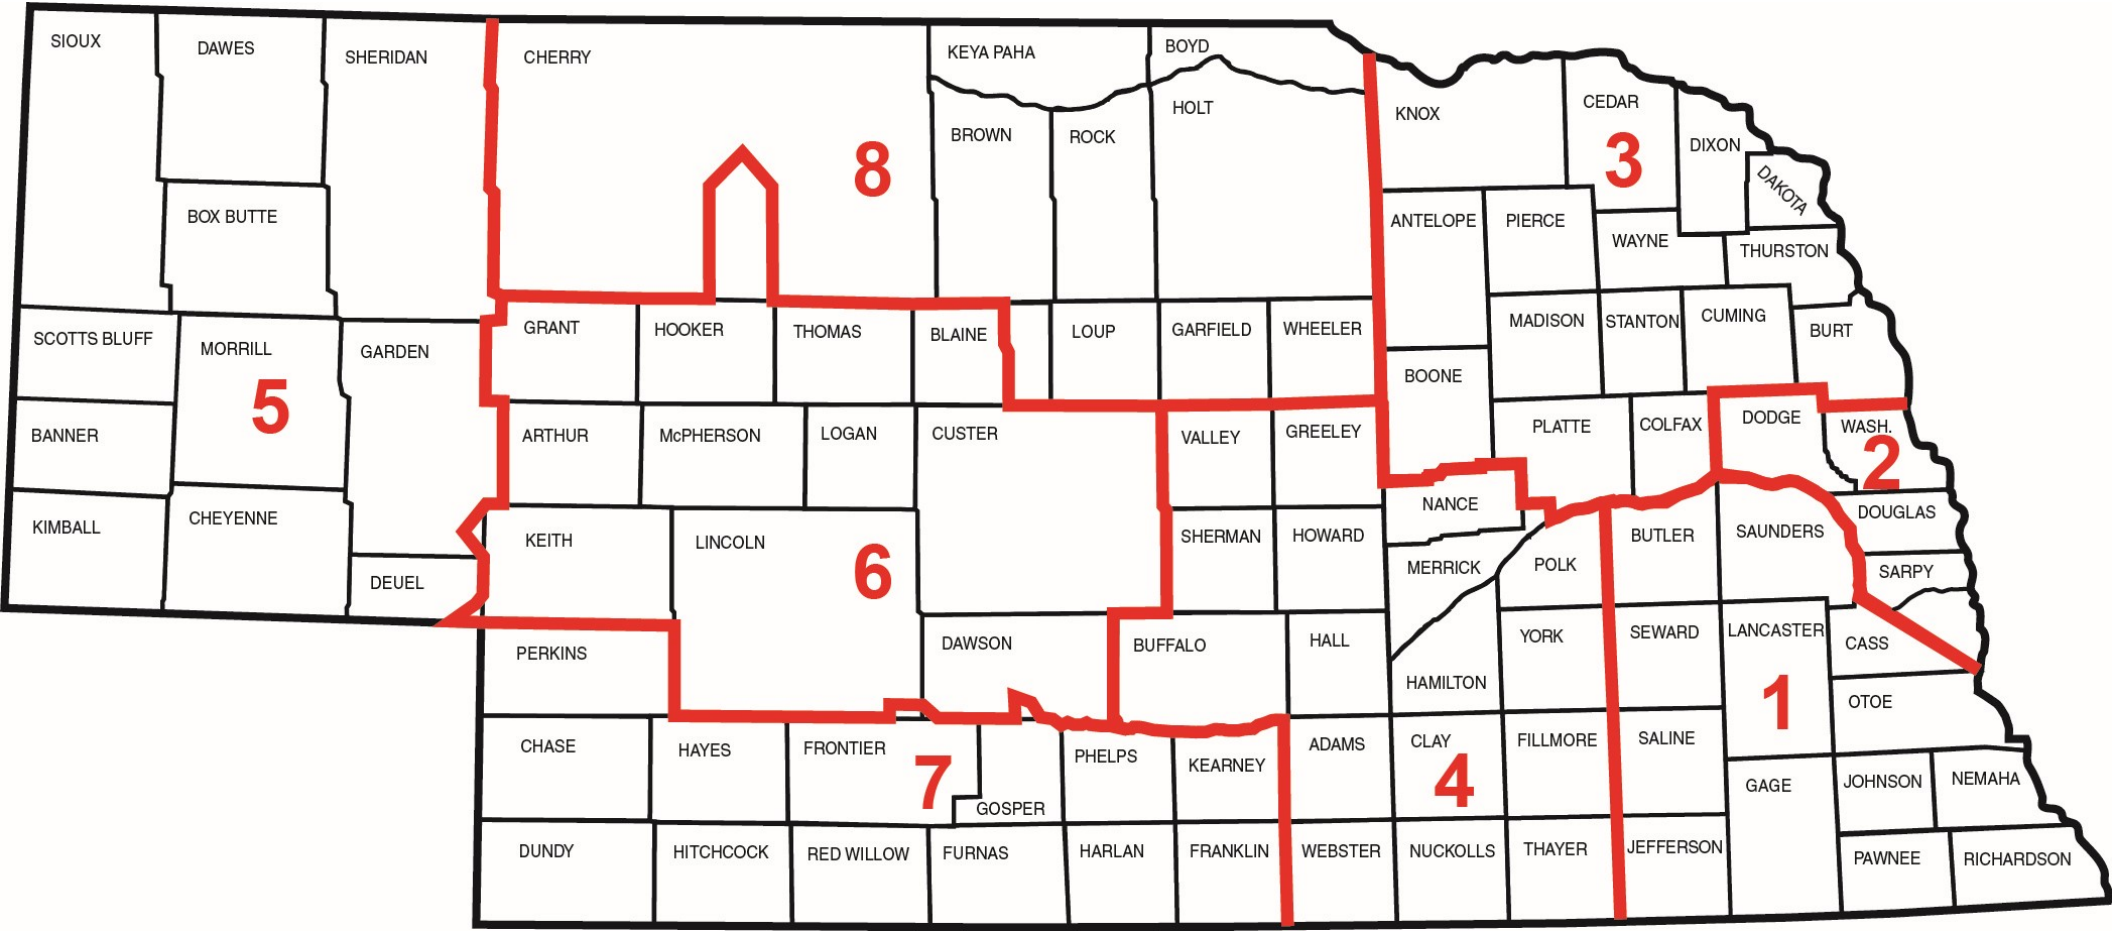 SIOUX
DAWES
SHERIDAN
CHERRY
KEYA PAHA
BOYD
KNOX
CEDAR
3
DIXON
DAKOTA
BOX BUTTE
8
BROWN
ROCK
HOLT
ANTELOPE
PIERCE
WAYNE
THURSTON
SCOTTS BLUFF
MORRILL
GARDEN
5
GRANT
HOOKER
THOMAS
BLAINE
LOUP
GARFIELD
WHEELER
MADISON
STANTON
CUMING
BURT
BOONE
BANNER
ARTHUR
McPHERSON
LOGAN
CUSTER
VALLEY
GREELEY
PLATTE
COLFAX
DODGE
WASH.
2
KIMBALL
CHEYENNE
DEUEL
KEITH
LINCOLN
6
SHERMAN
HOWARD
NANCE
MERRICK
POLK
BUTLER
SAUNDERS
DOUGLAS
SARPY
PERKINS
DAWSON
BUFFALO
HALL
HAMILTON
YORK
SEWARD
LANCASTER
CASS
1
OTOE
CHASE
HAYES
FRONTIER
7
GOSPER
PHELPS
KEARNEY
ADAMS
CLAY
4
FILLMORE
SALINE
GAGE
JOHNSON
NEMAHA
DUNDY
HITCHCOCK
RED WILLOW
FURNAS
HARLAN
FRANKLIN
WEBSTER
NUCKOLLS
THAYER
JEFFERSON
PAWNEE
RICHARDSON